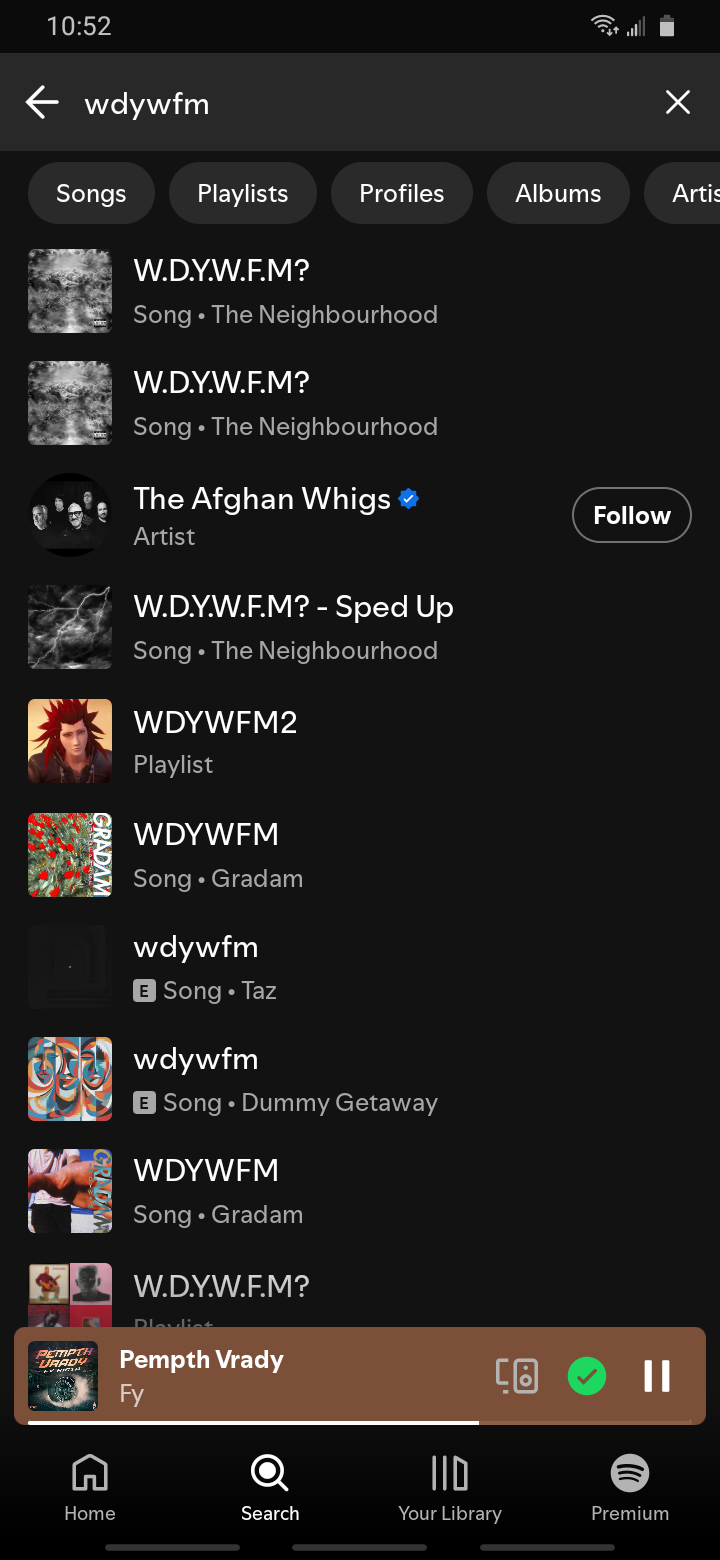 10:52
wdywfm
Songs
Playlists
Profiles
Albums
Artis
W.D.Y.W.F.M?
Song • The Neighbourhood
W.D.Y.W.F.M?
Song • The Neighbourhood
The Afghan Whigs
Artist
Follow
W.D.Y.W.F.M? - Sped Up
Song • The Neighbourhood
WDYWFM2
Playlist
GRADAM
WDYWFM
Song • Gradam
wdywfm
E Song • Taz
wdywfm
E Song • Dummy Getaway
GRADAM
WDYWFM
Song • Gradam
W.D.Y.W.F.M?
Playlist
PEMPTH
VRADY
Pempth Vrady
Fy
Home
Search
Your Library
Premium